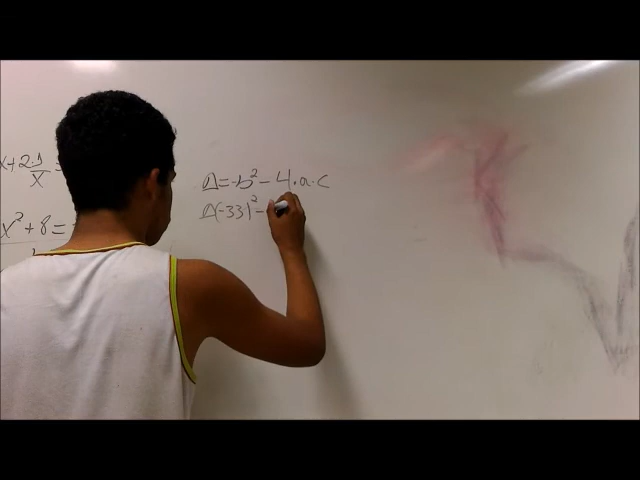 x+2·1/x=
x²+8=
Δ=-b²-4·a·c
Δ(-33)²-